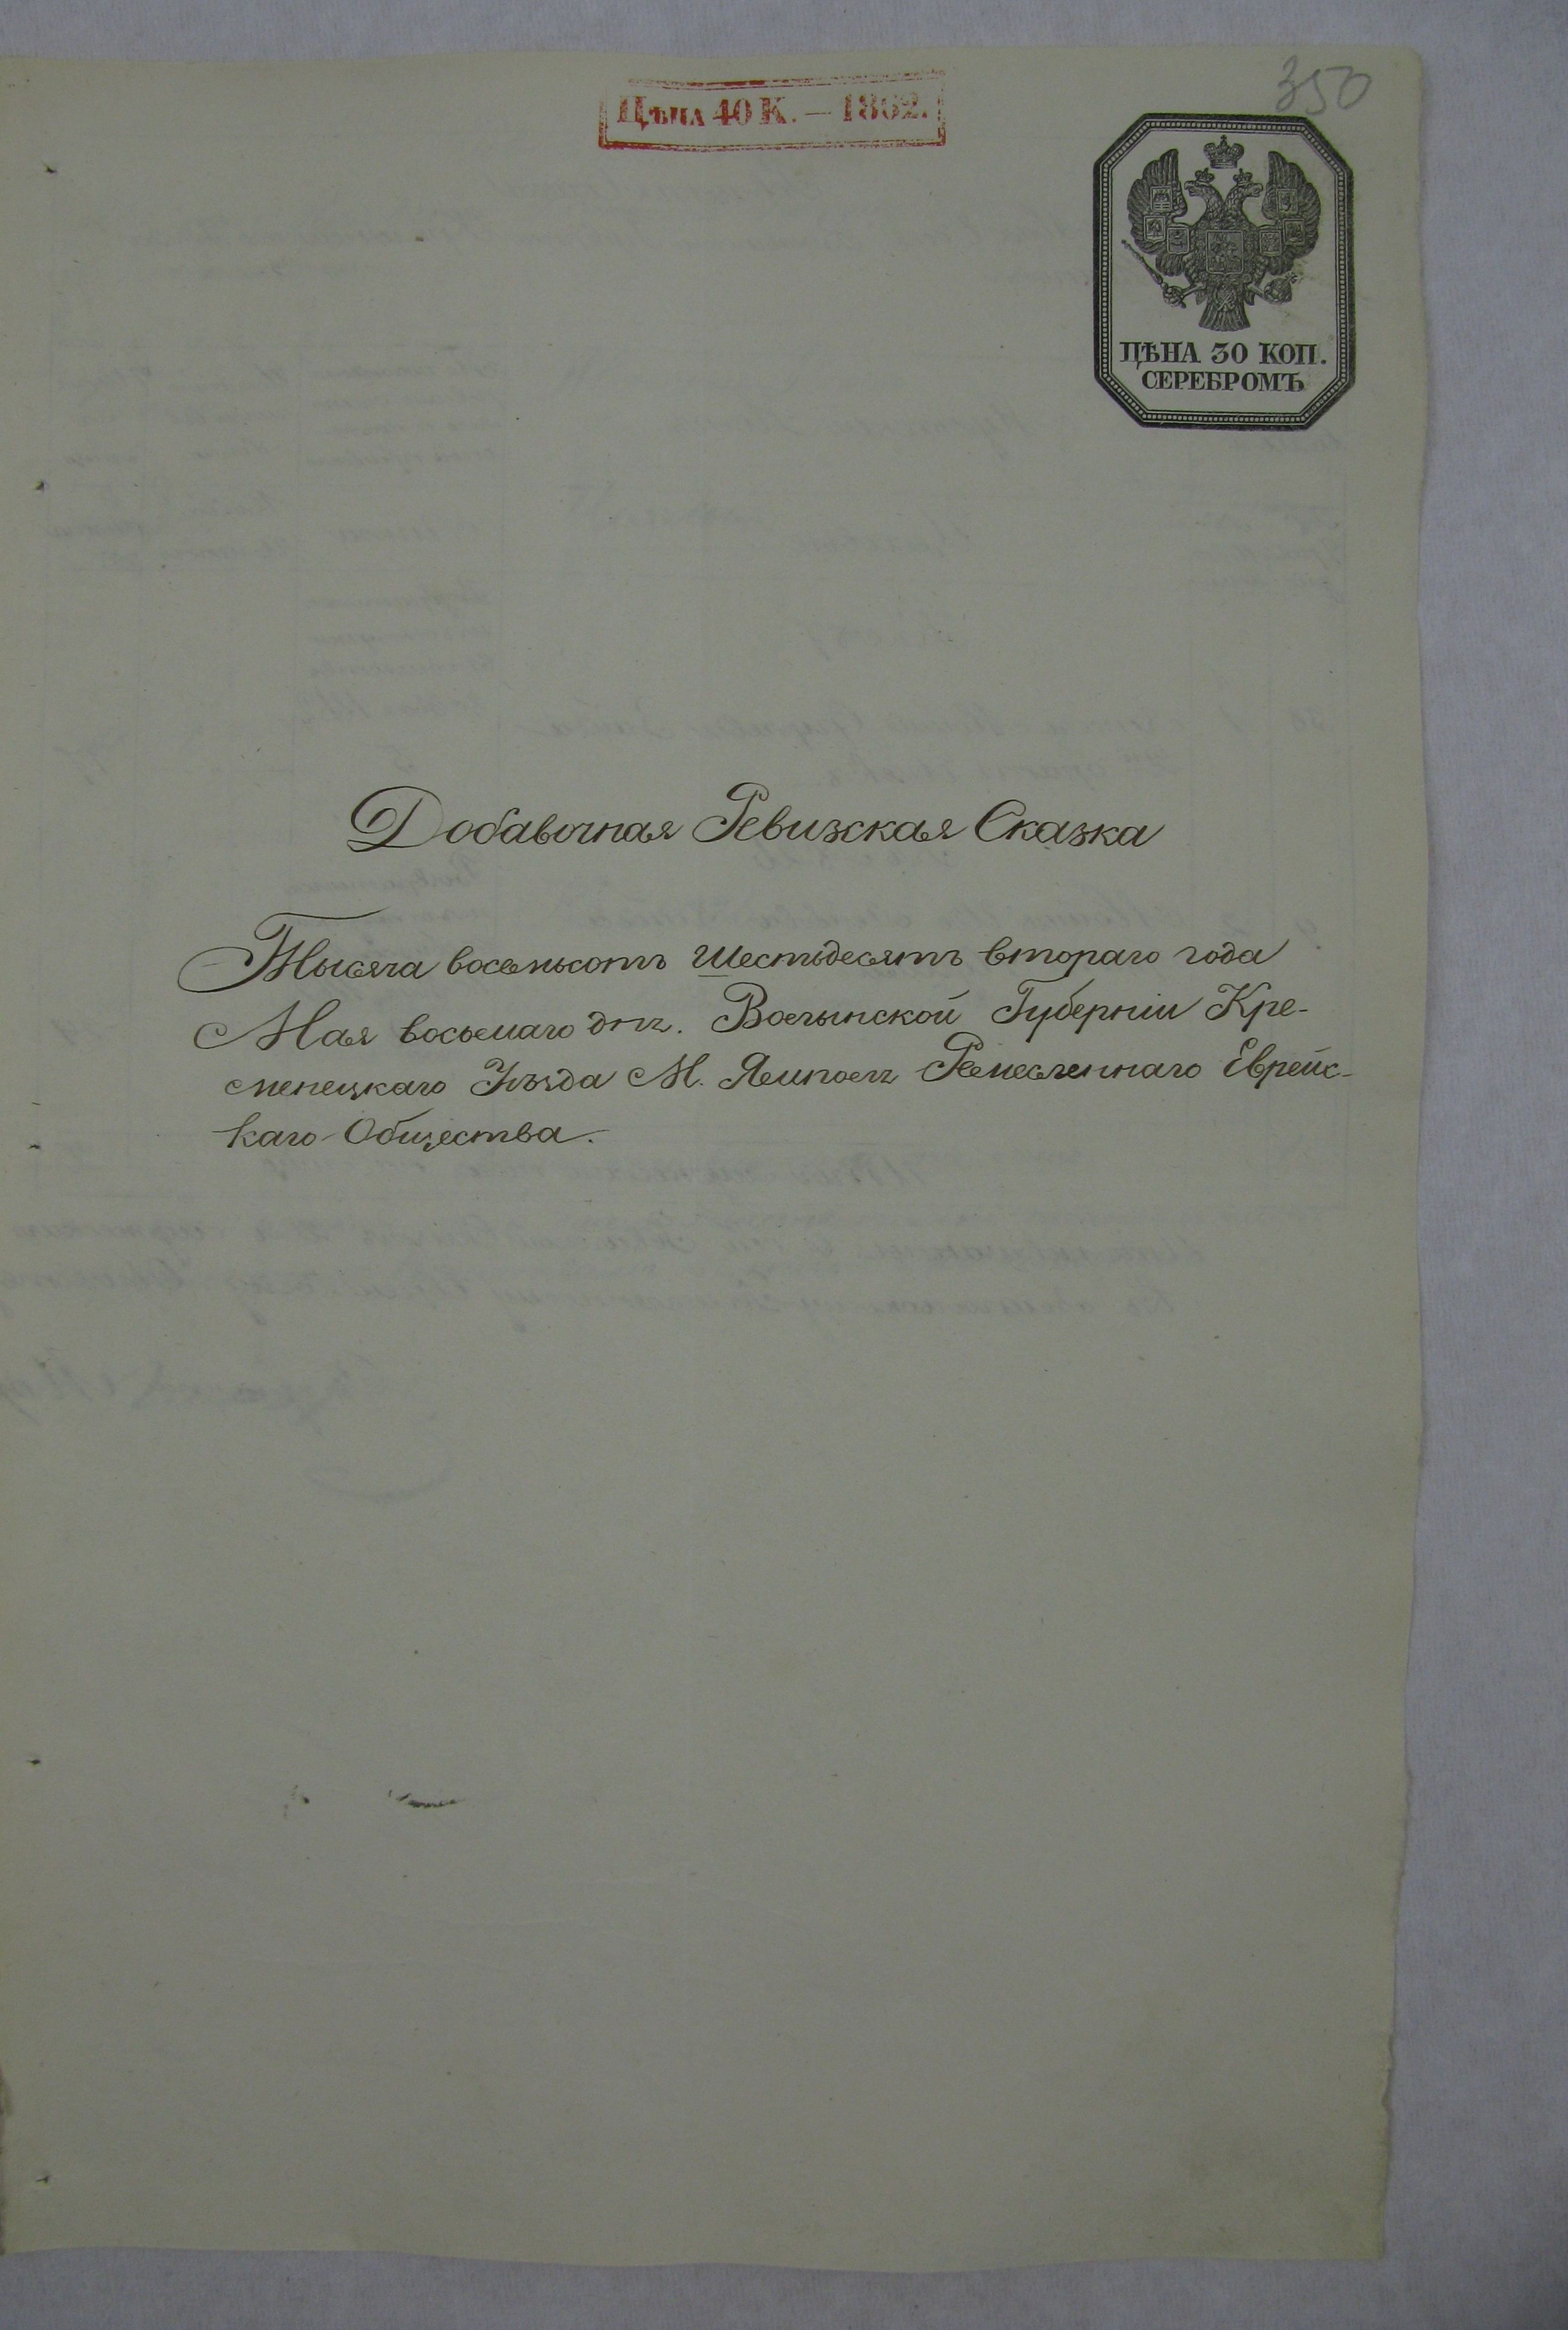 350
Цѣна 40 К. — 1862.
ЦѢНА 30 КОП.
СЕРЕБРОМЪ
Добавочная Ревизская Сказка
Тысяча восемьсотъ шестьдесятъ втораго года
Мая восьмаго дня. Волынской Губерніи Кре-
менецкаго Уѣзда М. Ямполя Ремесленнаго Еврейс-
каго Общества.